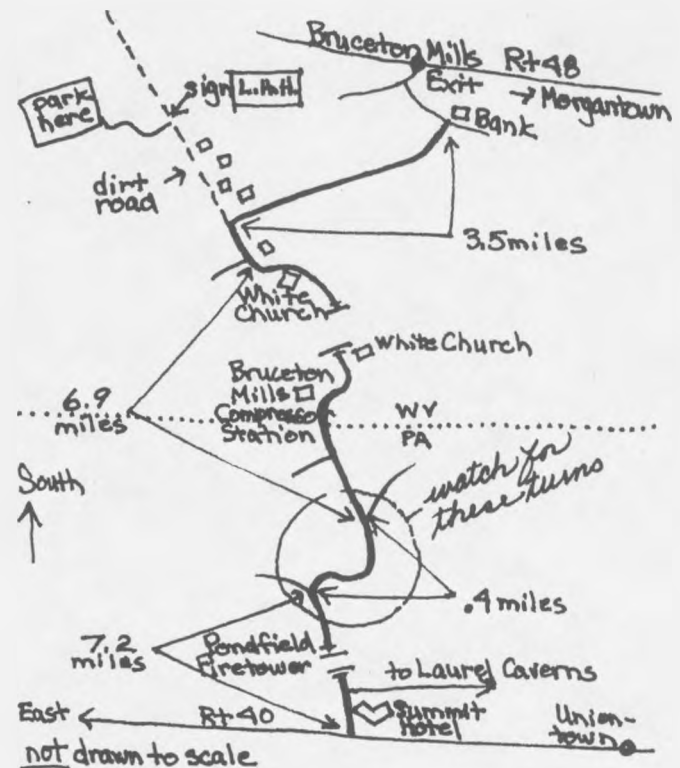 Bruceton Mills Rt 48
Exit
→ Morgantown
Bank
sign L.H.H.
park
here
dirt
road
3.5 miles
White
Church
White Church
Bruceton
Mills
Compressor
Station
6.9
miles
WV
PA
South
watch for
these turns
.4 miles
7.2
miles
Pondfield
Firetower
to Laurel Caverns
Summit
Hotel
East
Rt 40
Union-
town
not drawn to scale